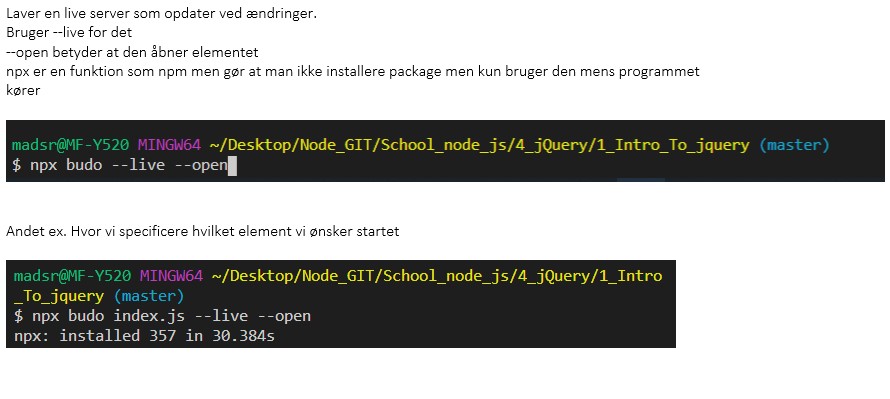 Laver en live server som opdater ved ændringer.
Bruger --live for det
--open betyder at den åbner elementet
npx er en funktion som npm men gør at man ikke installere package men kun bruger den mens programmet
kører
madsr@MF-Y520 MINGW64 ~/Desktop/Node_GIT/School_node_js/4_jQuery/1_Intro_To_jquery (master)
$ npx budo --live --open
Andet ex. Hvor vi specificere hvilket element vi ønsker startet
madsr@MF-Y520 MINGW64 ~/Desktop/Node_GIT/School_node_js/4_jQuery/1_Intro
_To_jquery (master)
$ npx budo index.js --live --open
npx: installed 357 in 30.384s